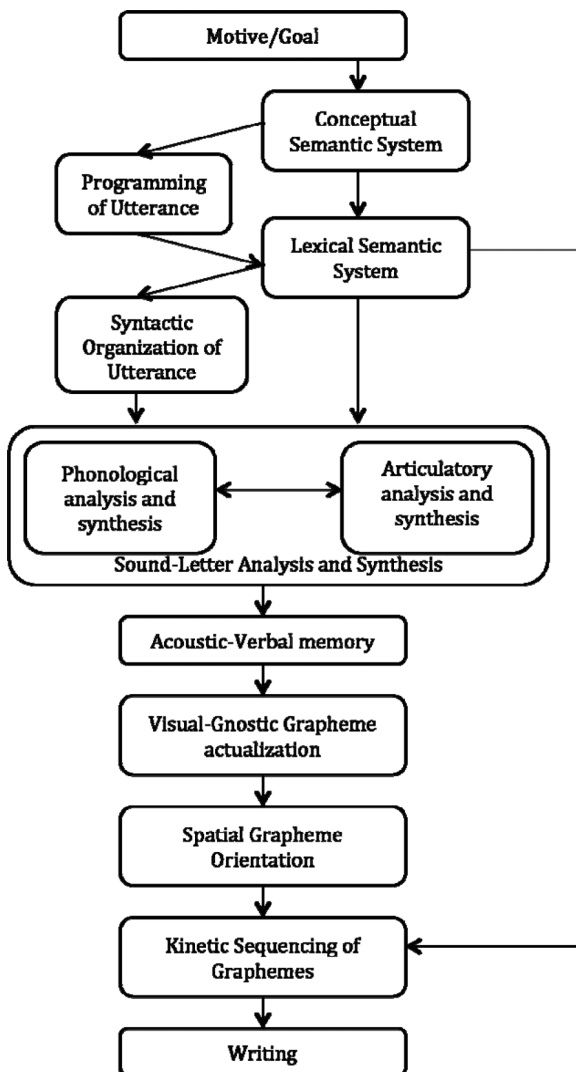 Motive/Goal
Conceptual
Semantic System
Programming
of Utterance
Lexical Semantic
System
Syntactic
Organization of
Utterance
Phonological
analysis and
synthesis
Articulatory
analysis and
synthesis
Sound-Letter Analysis and Synthesis
Acoustic-Verbal memory
Visual-Gnostic Grapheme
actualization
Spatial Grapheme
Orientation
Kinetic Sequencing of
Graphemes
Writing